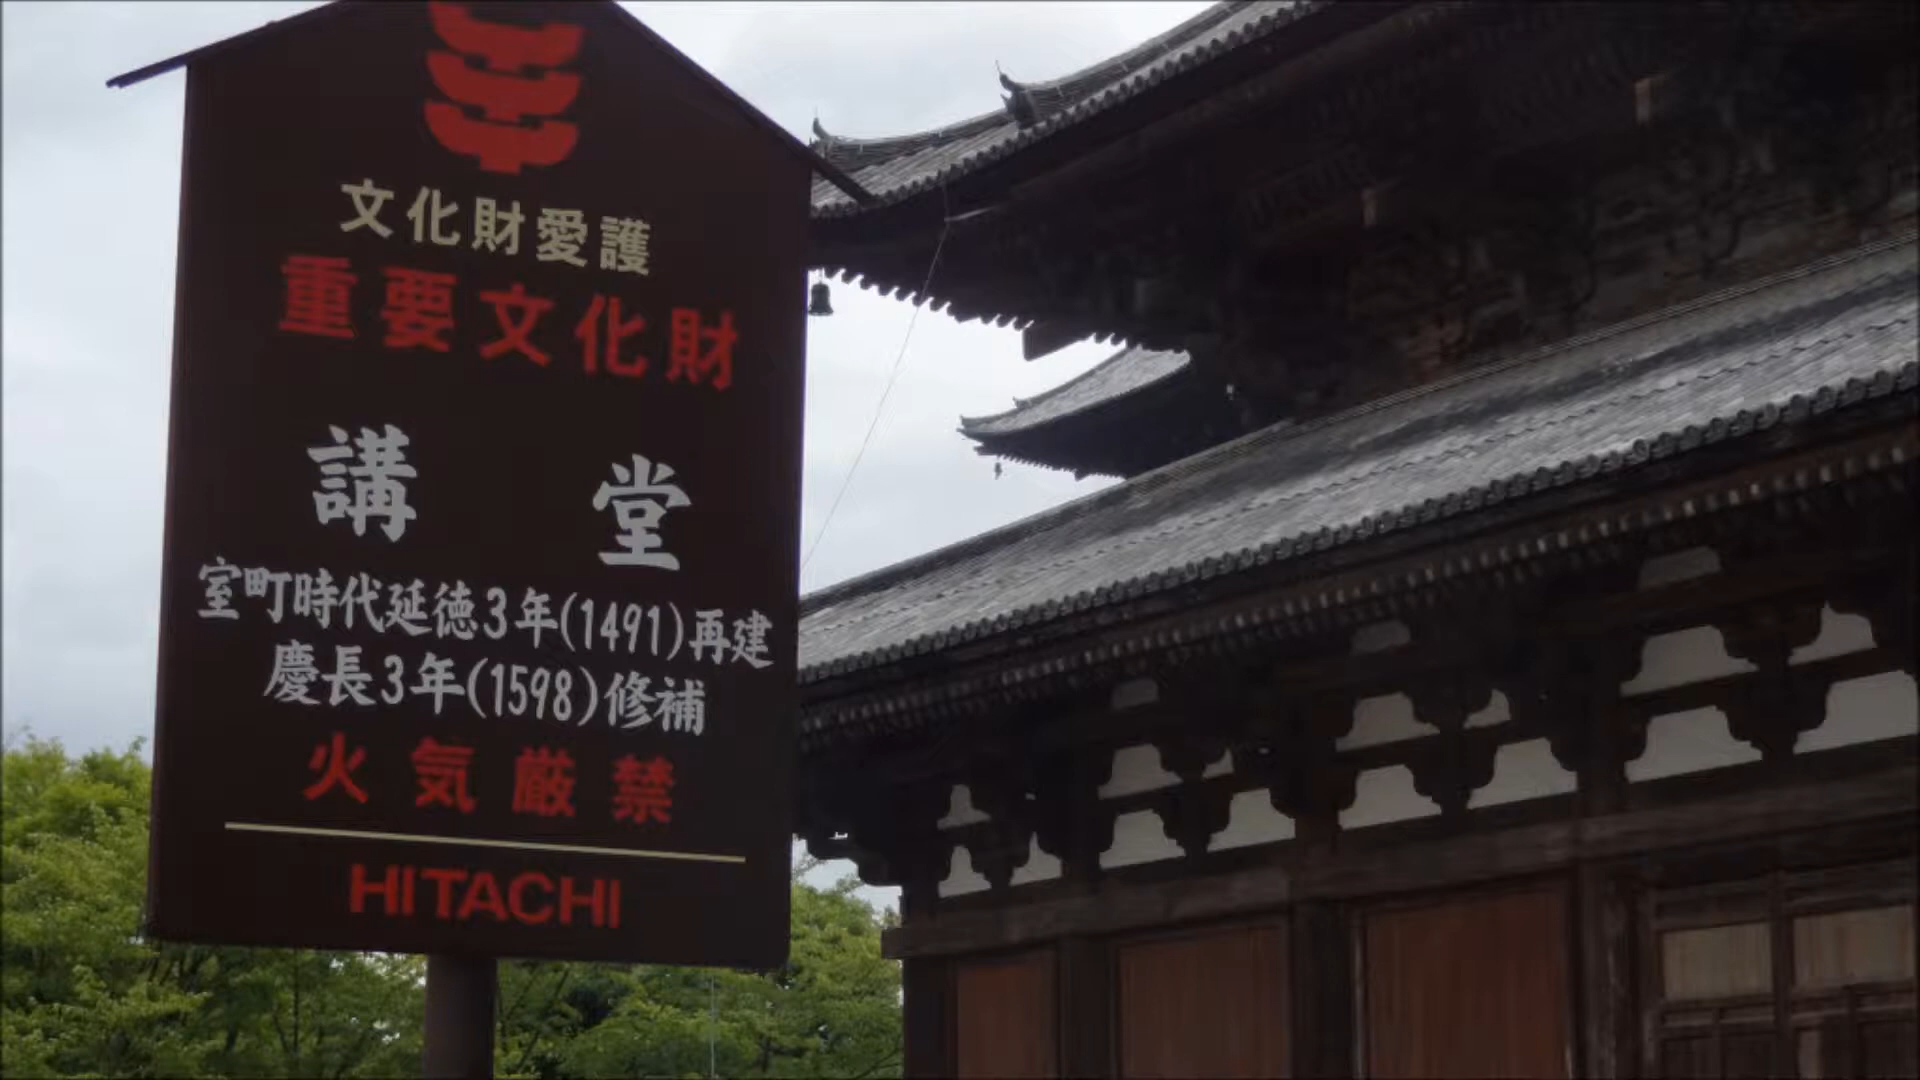 文化財愛護
重要文化財
講堂
室町時代延徳3年(1491)再建
慶長3年(1598)修補
火気厳禁
HITACHI